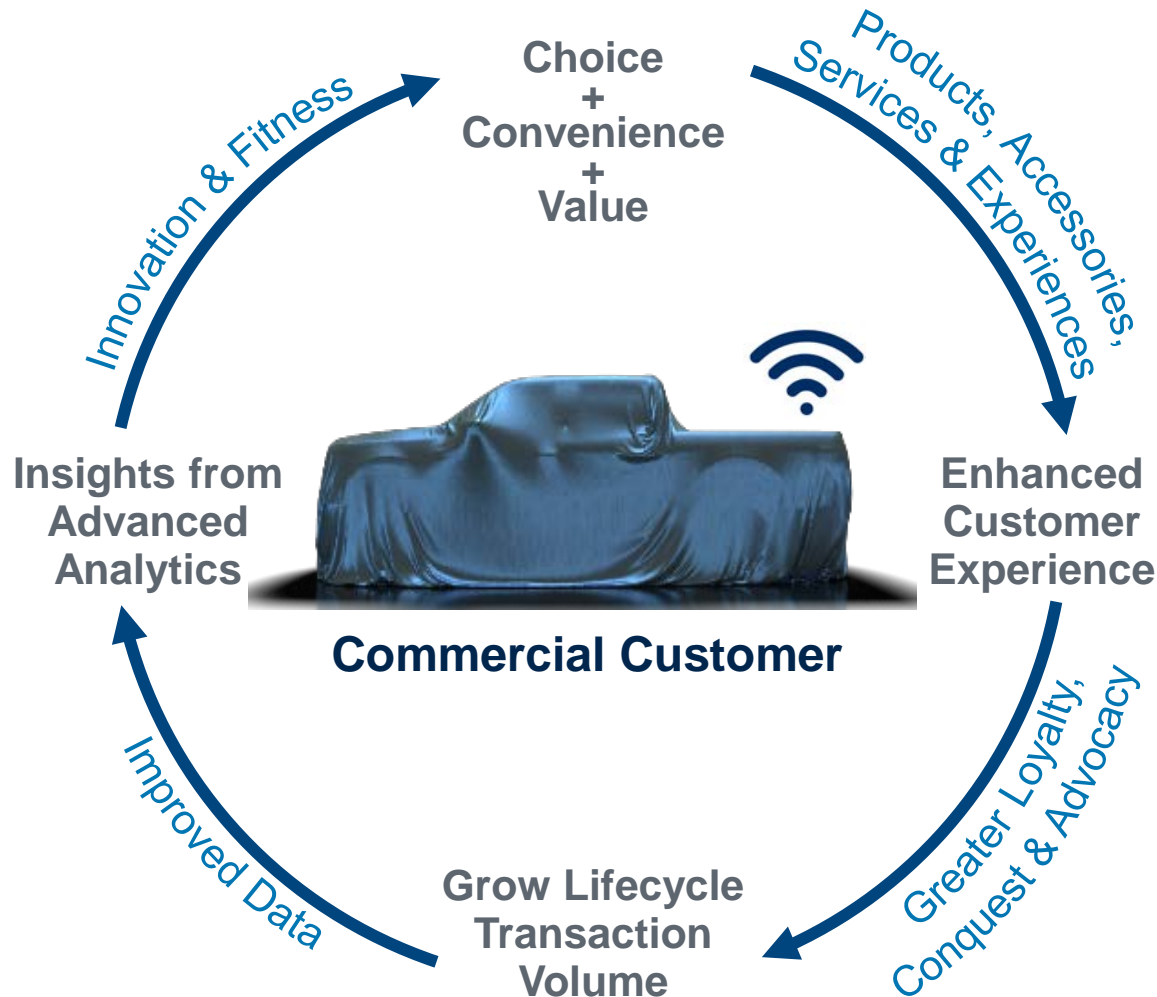 Choice
+
Convenience
+
Value
Products, Accessories,
Services & Experiences
Enhanced
Customer
Experience
Greater Loyalty,
Conquest & Advocacy
Grow Lifecycle
Transaction
Volume
Improved Data
Insights from
Advanced
Analytics
Innovation & Fitness
Commercial Customer